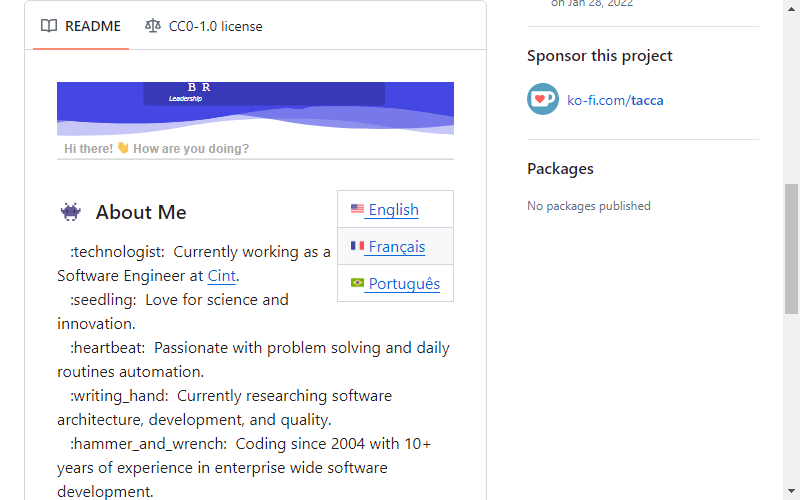 on Jan 28, 2022
README
CC0-1.0 license
Sponsor this project
ko-fi.com/tacca
Packages
No packages published
B R
Leadership
Hi there! 👋 How are you doing?
About Me
English
Français
Português
:technologist: Currently working as a
Software Engineer at Cint.
:seedling: Love for science and
innovation.
:heartbeat: Passionate with problem solving and daily
routines automation.
:writing_hand: Currently researching software
architecture, development, and quality.
:hammer_and_wrench: Coding since 2004 with 10+
years of experience in enterprise wide software
development.